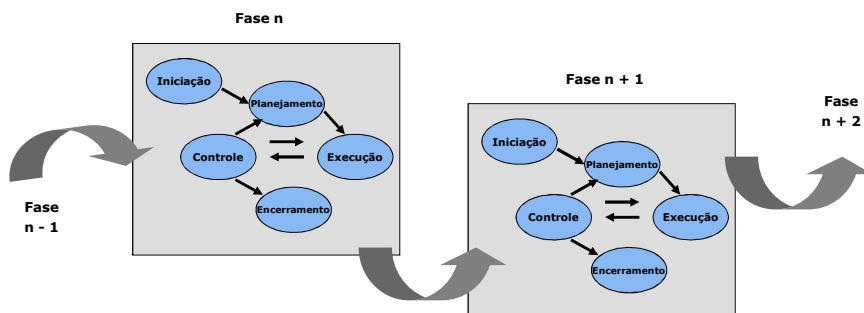 Fase n
Iniciação
Planejamento
Controle
Execução
Encerramento
Fase
n - 1
Fase n + 1
Iniciação
Planejamento
Controle
Execução
Encerramento
Fase
n + 2